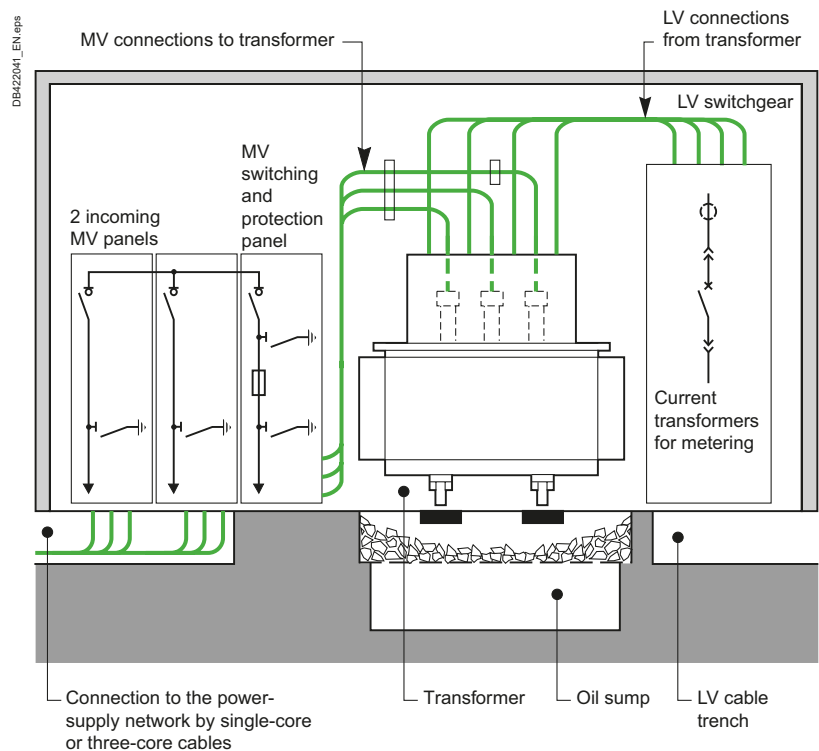 DB422041_EN.eps
MV connections to transformer
LV connections
from transformer
LV switchgear
MV
switching
and
protection
panel
2 incoming
MV panels
Current
transformers
for metering
Connection to the power-
supply network by single-core
or three-core cables
Transformer
Oil sump
LV cable
trench